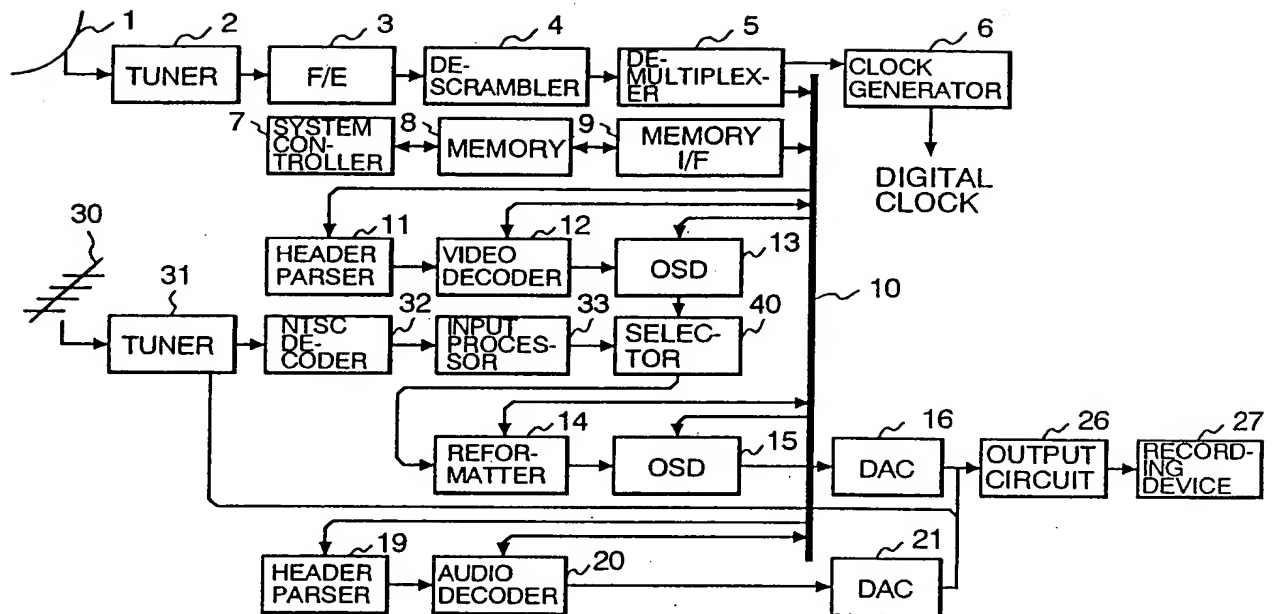 1
2
3
4
5
6
TUNER
F/E
DE-
SCRAMBLER
DE-
MULTIPLEX-
ER
CLOCK
GENERATOR
7
SYSTEM
CON-
TROLLER
8
MEMORY
9
MEMORY
I/F
DIGITAL
CLOCK
30
11
12
13
HEADER
PARSER
VIDEO
DECODER
OSD
10
31
32
33
40
TUNER
NTSC
DE-
CODER
INPUT
PROCES-
SOR
SELEC-
TOR
14
15
16
26
27
REFOR-
MATTER
OSD
DAC
OUTPUT
CIRCUIT
RECORD-
ING
DEVICE
19
20
21
HEADER
PARSER
AUDIO
DECODER
DAC